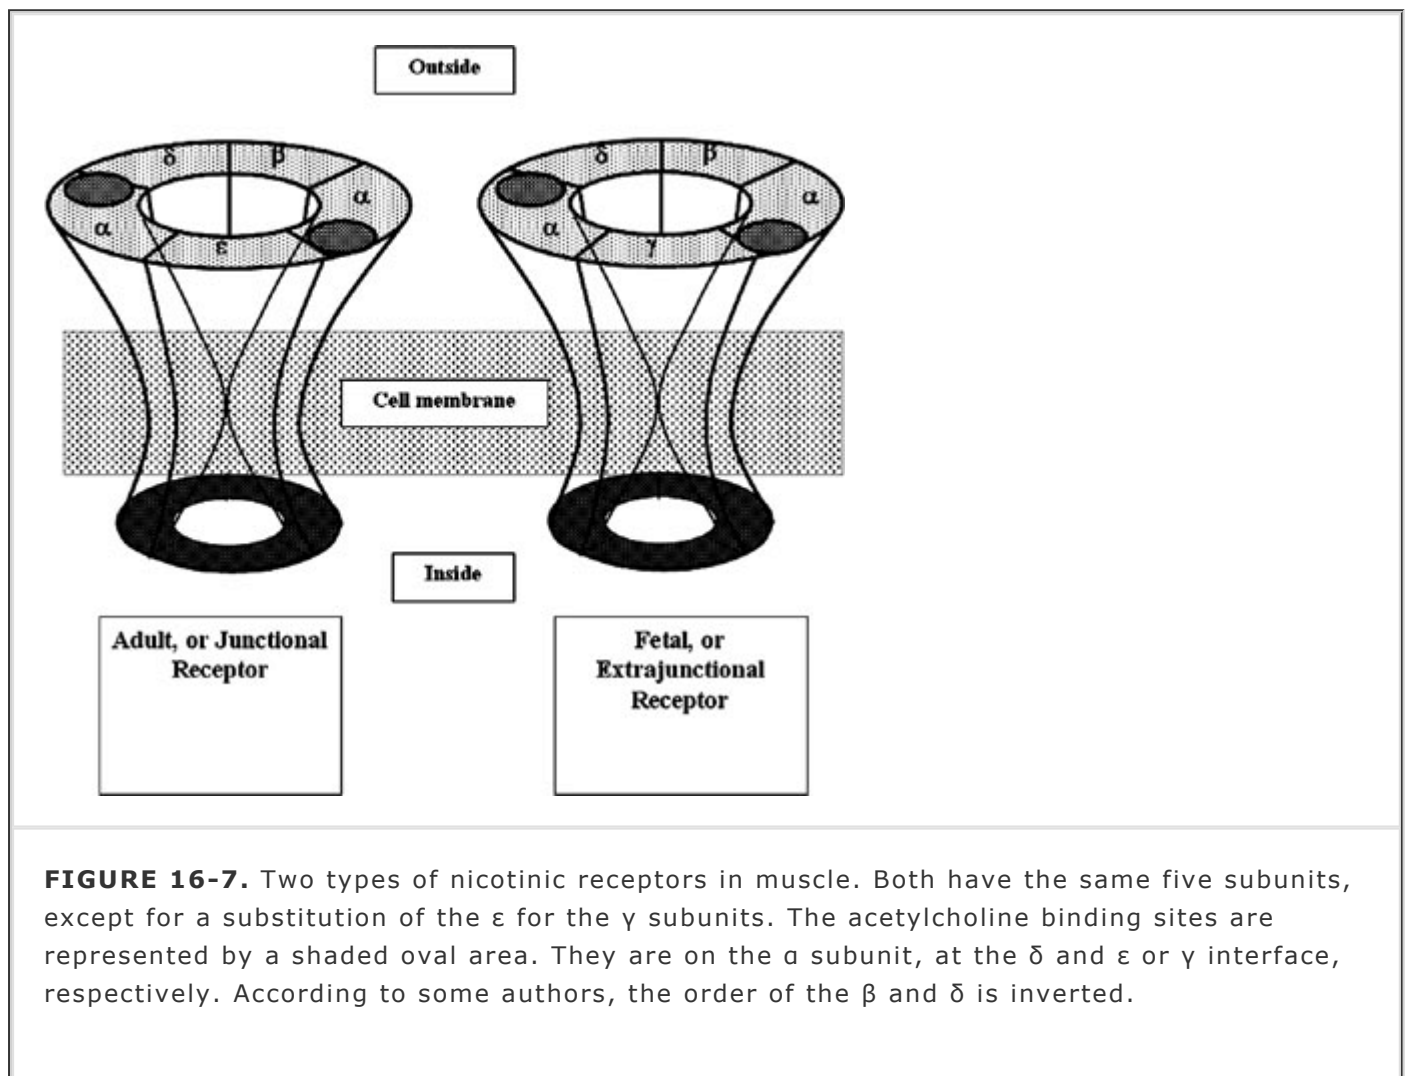 Outside
δ β
α α
ε
δ β
α α
γ
Cell membrane
Inside
Adult, or Junctional
Receptor
Fetal, or
Extrajunctional
Receptor
FIGURE 16-7. Two types of nicotinic receptors in muscle. Both have the same five subunits,
except for a substitution of the ε for the γ subunits. The acetylcholine binding sites are
represented by a shaded oval area. They are on the α subunit, at the δ and ε or γ interface,
respectively. According to some authors, the order of the β and δ is inverted.